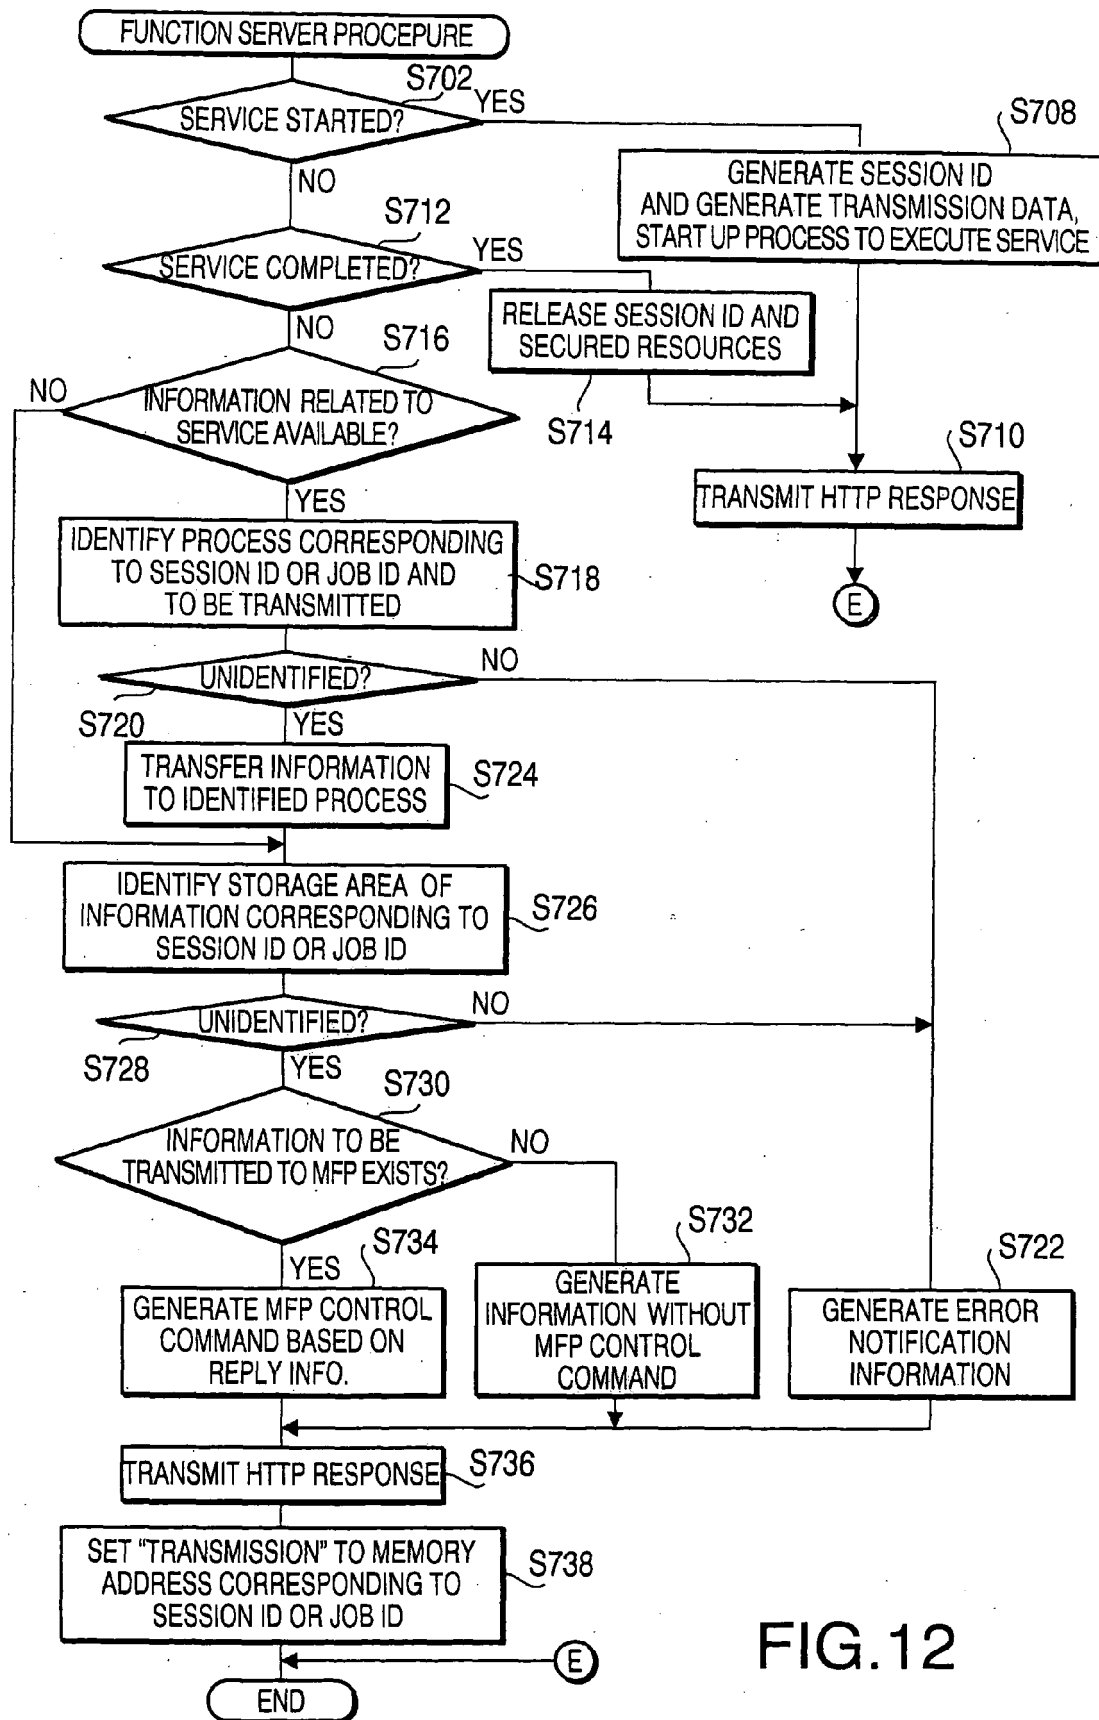 FUNCTION SERVER PROCEPURE
S702
SERVICE STARTED?
YES
NO
S708
GENERATE SESSION ID
AND GENERATE TRANSMISSION DATA,
START UP PROCESS TO EXECUTE SERVICE
S712
SERVICE COMPLETED?
YES
NO
RELEASE SESSION ID AND
SECURED RESOURCES
S714
S716
NO
INFORMATION RELATED TO
SERVICE AVAILABLE?
YES
S710
TRANSMIT HTTP RESPONSE
E
IDENTIFY PROCESS CORRESPONDING
TO SESSION ID OR JOB ID AND
TO BE TRANSMITTED
S718
UNIDENTIFIED?
NO
S720
YES
TRANSFER INFORMATION
TO IDENTIFIED PROCESS
S724
IDENTIFY STORAGE AREA OF
INFORMATION CORRESPONDING TO
SESSION ID OR JOB ID
S726
UNIDENTIFIED?
NO
S728
YES
S730
INFORMATION TO BE
TRANSMITTED TO MFP EXISTS?
NO
YES
S734
GENERATE MFP CONTROL
COMMAND BASED ON
REPLY INFO.
S732
GENERATE
INFORMATION WITHOUT
MFP CONTROL
COMMAND
S722
GENERATE ERROR
NOTIFICATION
INFORMATION
TRANSMIT HTTP RESPONSE
S736
SET "TRANSMISSION" TO MEMORY
ADDRESS CORRESPONDING TO
SESSION ID OR JOB ID
S738
E
END
FIG.12